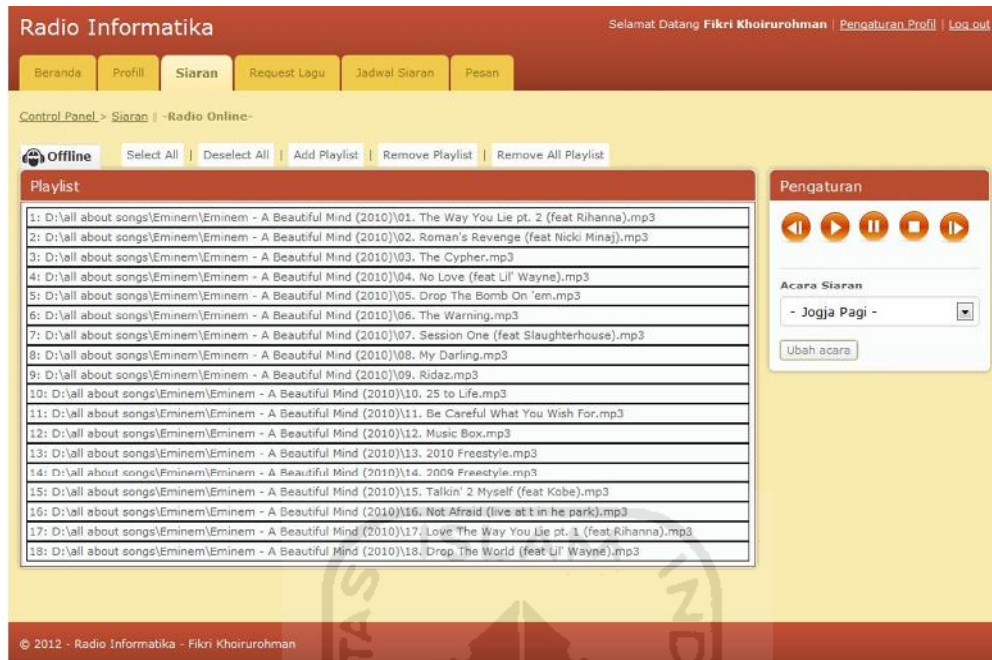 Radio Informatika
Selamat Datang Fikri Khoirurohman | Pengaturan Profil | Log out
Beranda Profill Siaran Request Lagu Jadwal Siaran Pesan
Control Panel > Siaran | -Radio Online-
Offline Select All | Deselect All | Add Playlist | Remove Playlist | Remove All Playlist
Playlist
1: D:\all about songs\Eminem\Eminem - A Beautiful Mind (2010)\01. The Way You Lie pt. 2 (feat Rihanna).mp3
2: D:\all about songs\Eminem\Eminem - A Beautiful Mind (2010)\02. Roman's Revenge (feat Nicki Minaj).mp3
3: D:\all about songs\Eminem\Eminem - A Beautiful Mind (2010)\03. The Cypher.mp3
4: D:\all about songs\Eminem\Eminem - A Beautiful Mind (2010)\04. No Love (feat Lil' Wayne).mp3
5: D:\all about songs\Eminem\Eminem - A Beautiful Mind (2010)\05. Drop The Bomb On 'em.mp3
6: D:\all about songs\Eminem\Eminem - A Beautiful Mind (2010)\06. The Warning.mp3
7: D:\all about songs\Eminem\Eminem - A Beautiful Mind (2010)\07. Session One (feat Slaughterhouse).mp3
8: D:\all about songs\Eminem\Eminem - A Beautiful Mind (2010)\08. My Darling.mp3
9: D:\all about songs\Eminem\Eminem - A Beautiful Mind (2010)\09. Ridaz.mp3
10: D:\all about songs\Eminem\Eminem - A Beautiful Mind (2010)\10. 25 to Life.mp3
11: D:\all about songs\Eminem\Eminem - A Beautiful Mind (2010)\11. Be Careful What You Wish For.mp3
12: D:\all about songs\Eminem\Eminem - A Beautiful Mind (2010)\12. Music Box.mp3
13: D:\all about songs\Eminem\Eminem - A Beautiful Mind (2010)\13. 2010 Freestyle.mp3
14: D:\all about songs\Eminem\Eminem - A Beautiful Mind (2010)\14. 2009 Freestyle.mp3
15: D:\all about songs\Eminem\Eminem - A Beautiful Mind (2010)\15. Talkin' 2 Myself (feat Kobe).mp3
16: D:\all about songs\Eminem\Eminem - A Beautiful Mind (2010)\16. Not Afraid (live at t in he park).mp3
17: D:\all about songs\Eminem\Eminem - A Beautiful Mind (2010)\17. Love The Way You Lie pt. 1 (feat Rihanna).mp3
18: D:\all about songs\Eminem\Eminem - A Beautiful Mind (2010)\18. Drop The World (feat Lil' Wayne).mp3
Pengaturan
Acara Siaran
- Jogja Pagi -
Ubah acara
ISLAM
TAS
IND
© 2012 - Radio Informatika - Fikri Khoirurohman